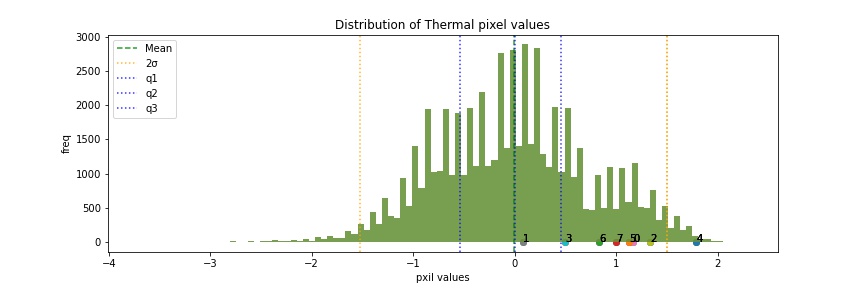 Distribution of Thermal pixel values
Mean
2σ
q1
q2
q3
freq
3000
2500
2000
1500
1000
500
0
1 3 6 7 5 0 2 4
−4 −3 −2 −1 0 1 2
pxil values